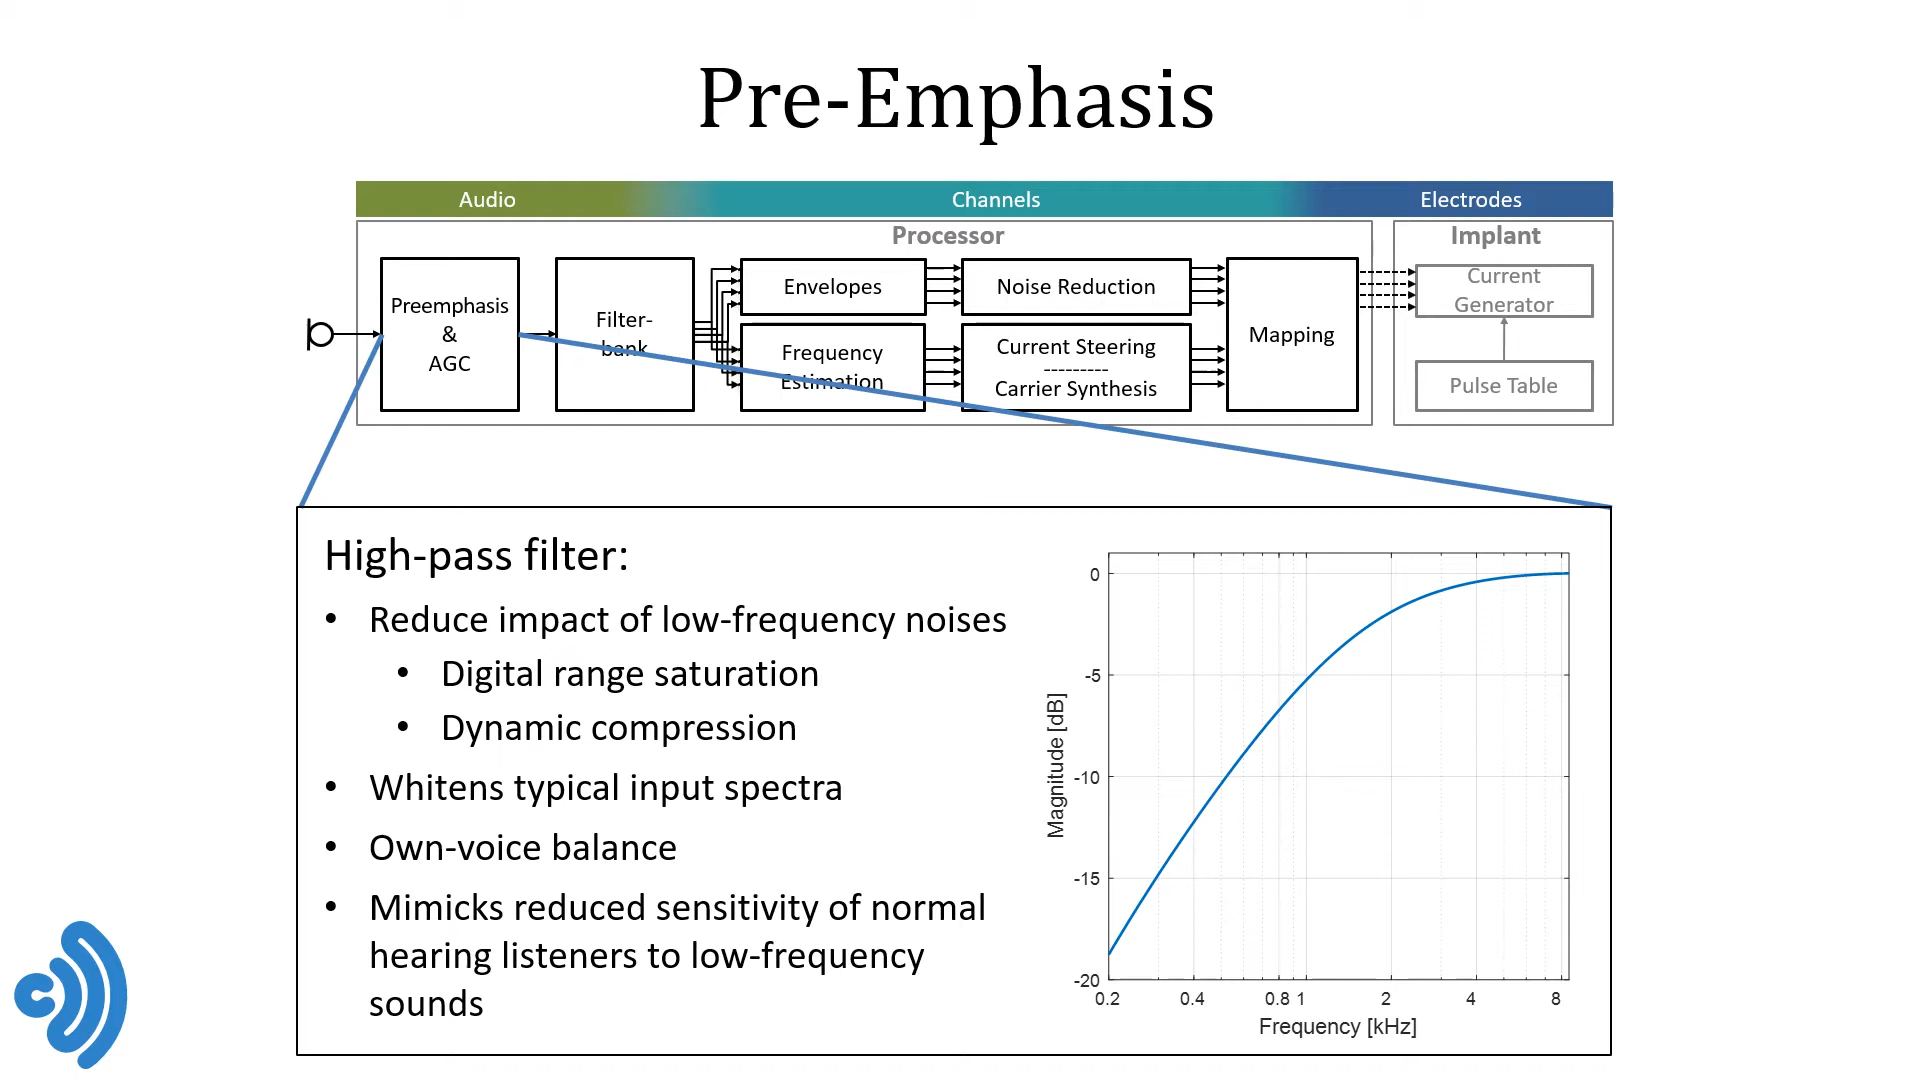 Pre-Emphasis
Audio
Channels
Electrodes
Processor
Implant
Preemphasis
&
AGC
Filter-
bank
Envelopes
Frequency
Estimation
Noise Reduction
Current Steering
---------
Carrier Synthesis
Mapping
Current
Generator
Pulse Table
High-pass filter:
• Reduce impact of low-frequency noises
• Digital range saturation
• Dynamic compression
• Whitens typical input spectra
• Own-voice balance
• Mimicks reduced sensitivity of normal
hearing listeners to low-frequency
sounds
Magnitude [dB]
0
-5
-10
-15
-20
0.2 0.4 0.8 1 2 4 8
Frequency [kHz]